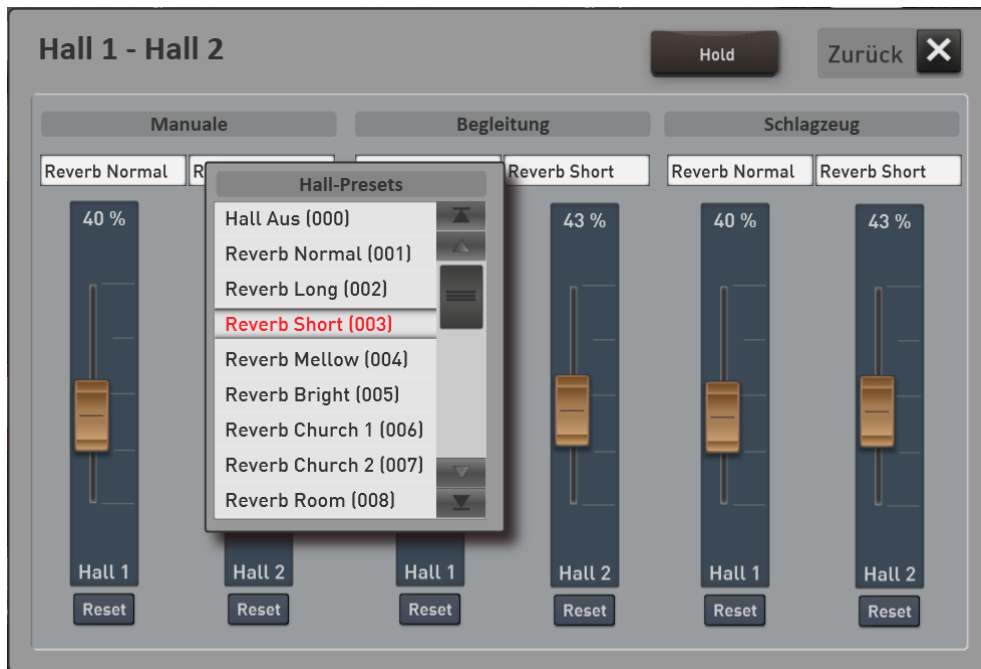 Hall 1 - Hall 2
Hold
Zurück
Manuale
Begleitung
Schlagzeug
Reverb Normal
R
Reverb Short
Reverb Normal
Reverb Short
Hall-Presets
Hall Aus (000)
Reverb Normal (001)
Reverb Long (002)
Reverb Short (003)
Reverb Mellow (004)
Reverb Bright (005)
Reverb Church 1 (006)
Reverb Church 2 (007)
Reverb Room (008)
40 %
43 %
40 %
43 %
Hall 1
Hall 2
Hall 1
Hall 2
Hall 1
Hall 2
Reset
Reset
Reset
Reset
Reset
Reset